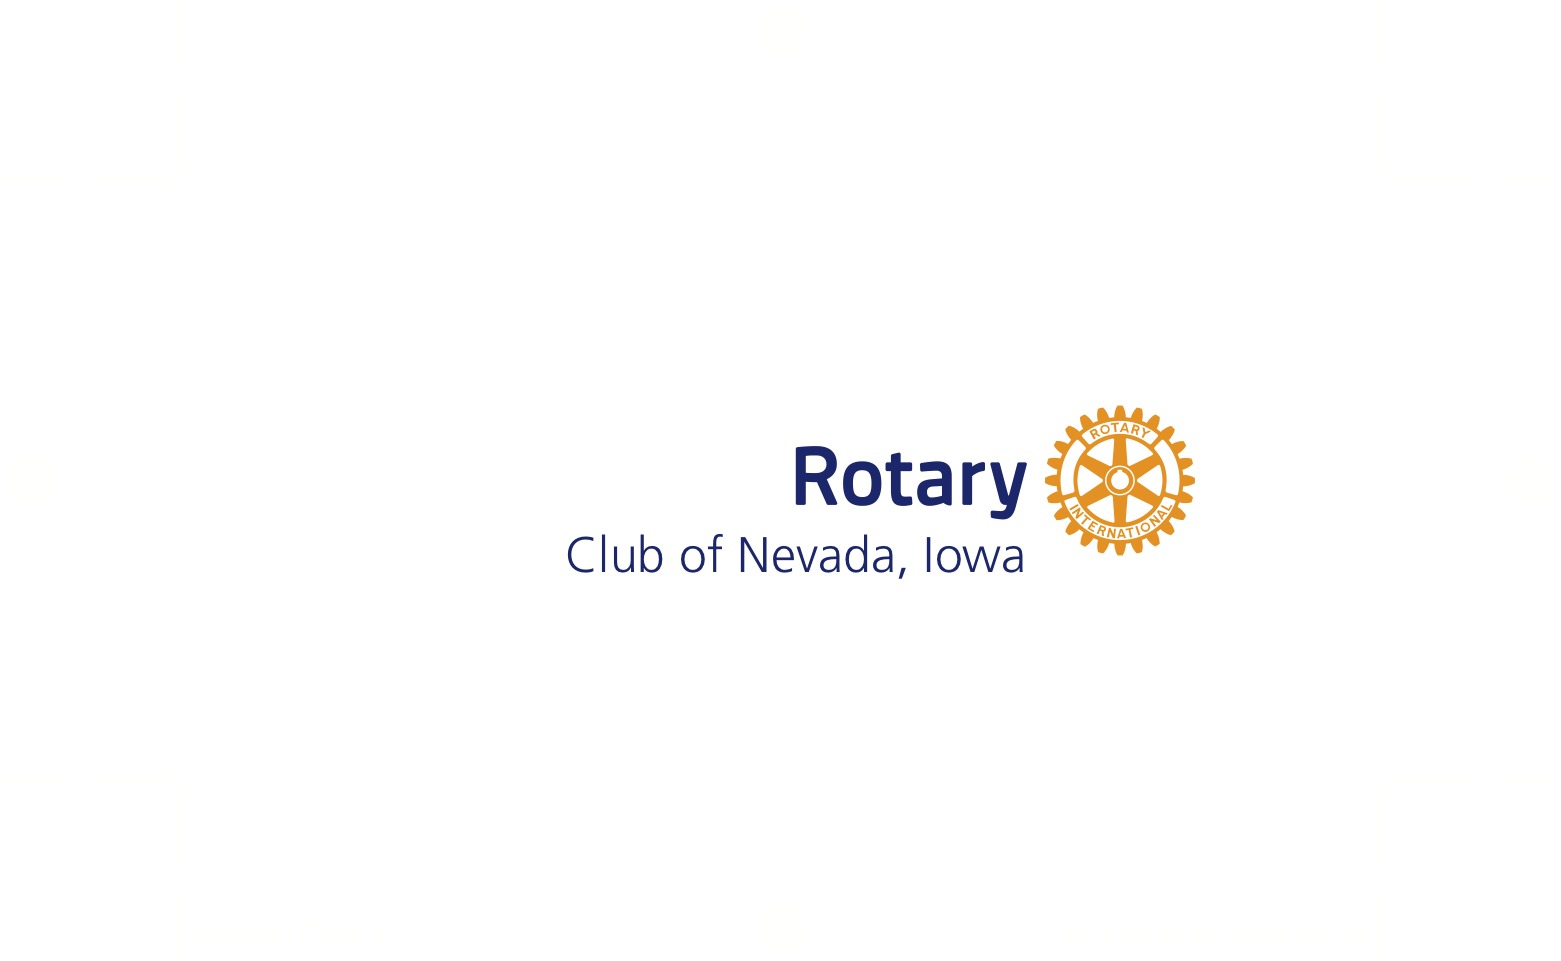 Rotary
Club of Nevada, Iowa
ROTARY
INTERNATIONAL